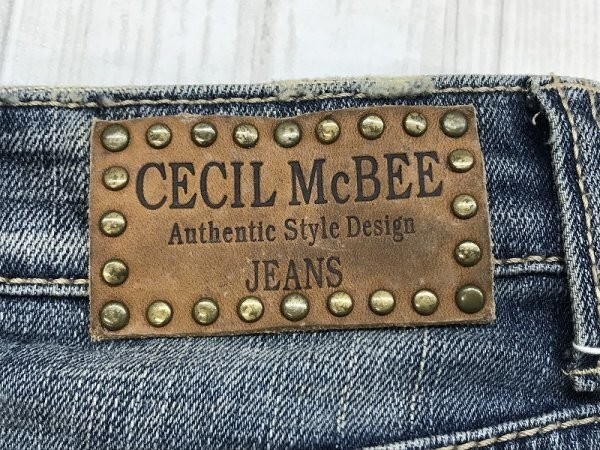 CECIL McBEE
Authentic Style Design
JEANS